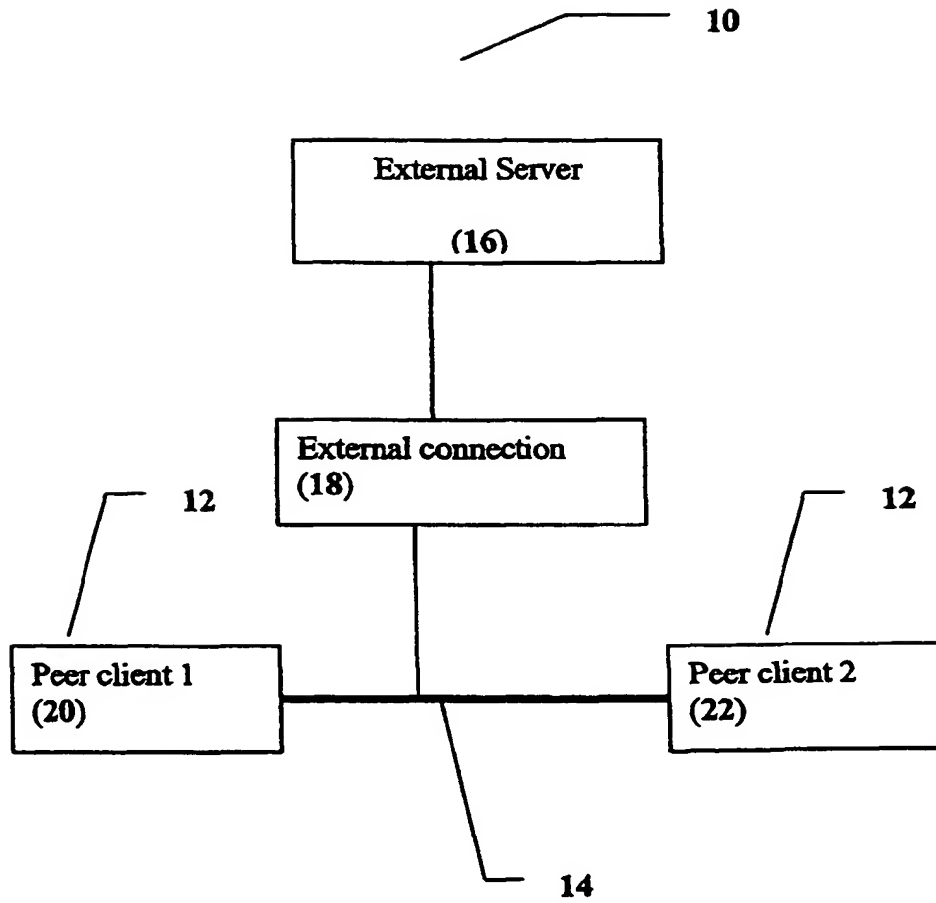 10
External Server
(16)
External connection
(18)
12
12
Peer client 1
(20)
Peer client 2
(22)
14